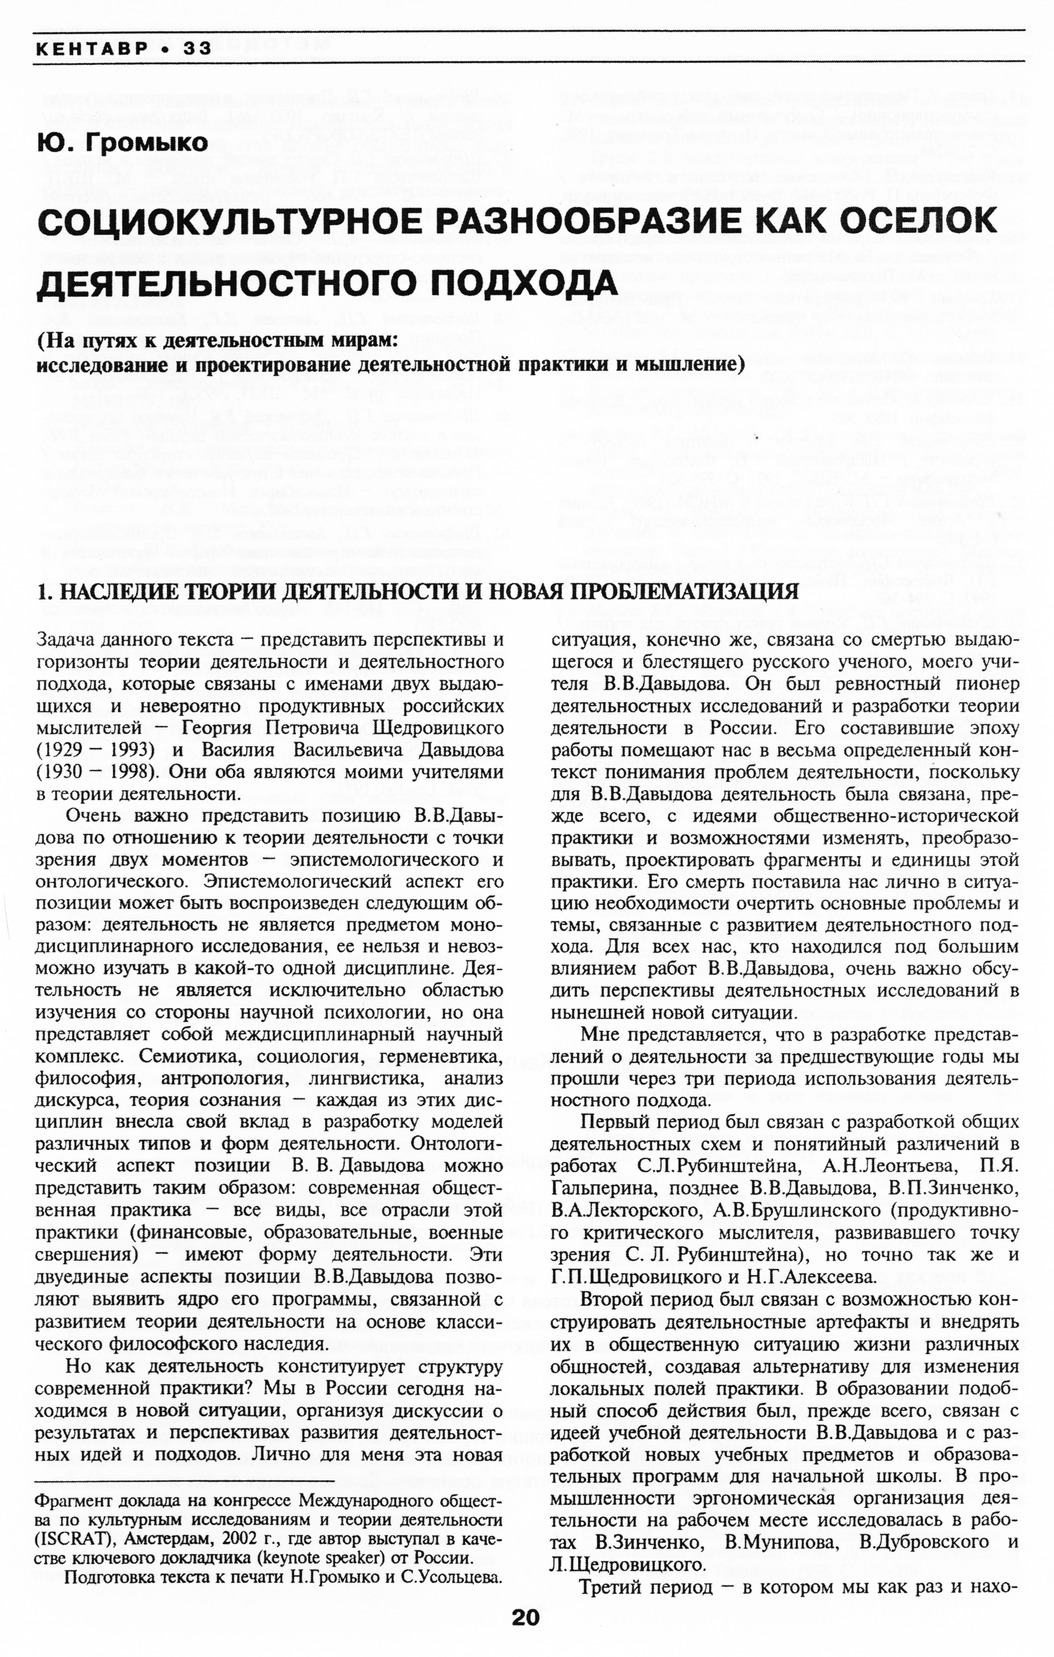 КЕНТАВР • 33
Ю. Громыко
СОЦИОКУЛЬТУРНОЕ РАЗНООБРАЗИЕ КАК ОСЕЛОК
ДЕЯТЕЛЬНОСТНОГО ПОДХОДА
(На путях к деятельностным мирам:
исследование и проектирование деятельностной практики и мышление)
1. НАСЛЕДИЕ ТЕОРИИ ДЕЯТЕЛЬНОСТИ И НОВАЯ ПРОБЛЕМАТИЗАЦИЯ
Задача данного текста — представить перспективы и
горизонты теории деятельности и деятельностного
подхода, которые связаны с именами двух выдаю-
щихся и невероятно продуктивных российских
мыслителей — Георгия Петровича Щедровицкого
(1929 — 1993) и Василия Васильевича Давыдова
(1930 — 1998). Они оба являются моими учителями
в теории деятельности.
Очень важно представить позицию В.В.Давы-
дова по отношению к теории деятельности с точки
зрения двух моментов — эпистемологического и
онтологического. Эпистемологический аспект его
позиции может быть воспроизведен следующим об-
разом: деятельность не является предметом моно-
дисциплинарного исследования, ее нельзя и невоз-
можно изучать в какой-то одной дисциплине. Дея-
тельность не является исключительно областью
изучения со стороны научной психологии, но она
представляет собой междисциплинарный научный
комплекс. Семиотика, социология, герменевтика,
философия, антропология, лингвистика, анализ
дискурса, теория сознания — каждая из этих дис-
циплин внесла свой вклад в разработку моделей
различных типов и форм деятельности. Онтологи-
ческий аспект позиции В. В. Давыдова можно
представить таким образом: современная общест-
венная практика — все виды, все отрасли этой
практики (финансовые, образовательные, военные
свершения) — имеют форму деятельности. Эти
двуединые аспекты позиции В.В.Давыдова позво-
ляют выявить ядро его программы, связанной с
развитием теории деятельности на основе класси-
ческого философского наследия.
Но как деятельность конституирует структуру
современной практики? Мы в России сегодня на-
ходимся в новой ситуации, организуя дискуссии о
результатах и перспективах развития деятельност-
ных идей и подходов. Лично для меня эта новая
Фрагмент доклада на конгрессе Международного общест-
ва по культурным исследованиям и теории деятельности
(ISCRAT), Амстердам, 2002 г., где автор выступал в каче-
стве ключевого докладчика (keynote speaker) от России.
Подготовка текста к печати Н.Громыко и С.Усольцева.
ситуация, конечно же, связана со смертью выдаю-
щегося и блестящего русского ученого, моего учи-
теля В.В.Давыдова. Он был ревностный пионер
деятельностных исследований и разработки теории
деятельности в России. Его составившие эпоху
работы помещают нас в весьма определенный кон-
текст понимания проблем деятельности, поскольку
для В.В.Давыдова деятельность была связана, пре-
жде всего, с идеями общественно-исторической
практики и возможностями изменять, преобразо-
вывать, проектировать фрагменты и единицы этой
практики. Его смерть поставила нас лично в ситуа-
цию необходимости очертить основные проблемы и
темы, связанные с развитием деятельностного под-
хода. Для всех нас, кто находился под большим
влиянием работ В.В.Давыдова, очень важно обсу-
дить перспективы деятельностных исследований в
нынешней новой ситуации.
Мне представляется, что в разработке представ-
лений о деятельности за предшествующие годы мы
прошли через три периода использования деятель-
ностного подхода.
Первый период был связан с разработкой общих
деятельностных схем и понятийный различений в
работах С.Л.Рубинштейна, А.Н.Леонтьева, П.Я.
Гальперина, позднее В.В.Давыдова, В.П.Зинченко,
В.А.Лекторского, А.В.Брушлинского (продуктивно-
го критического мыслителя, развивавшего точку
зрения С. Л. Рубинштейна), но точно так же и
Г.П.Щедровицкого и Н.Г.Алексеева.
Второй период был связан с возможностью кон-
струировать деятельностные артефакты и внедрять
их в общественную ситуацию жизни различных
общностей, создавая альтернативу для изменения
локальных полей практики. В образовании подоб-
ный способ действия был, прежде всего, связан с
идеей учебной деятельности В.В.Давыдова и с раз-
работкой новых учебных предметов и образова-
тельных программ для начальной школы. В про-
мышленности эргономическая организация дея-
тельности на рабочем месте исследовалась в рабо-
тах В.Зинченко, В.Мунипова, В.Дубровского и
Л.Щедровицкого.
Третий период — в котором мы как раз и нахо-
20